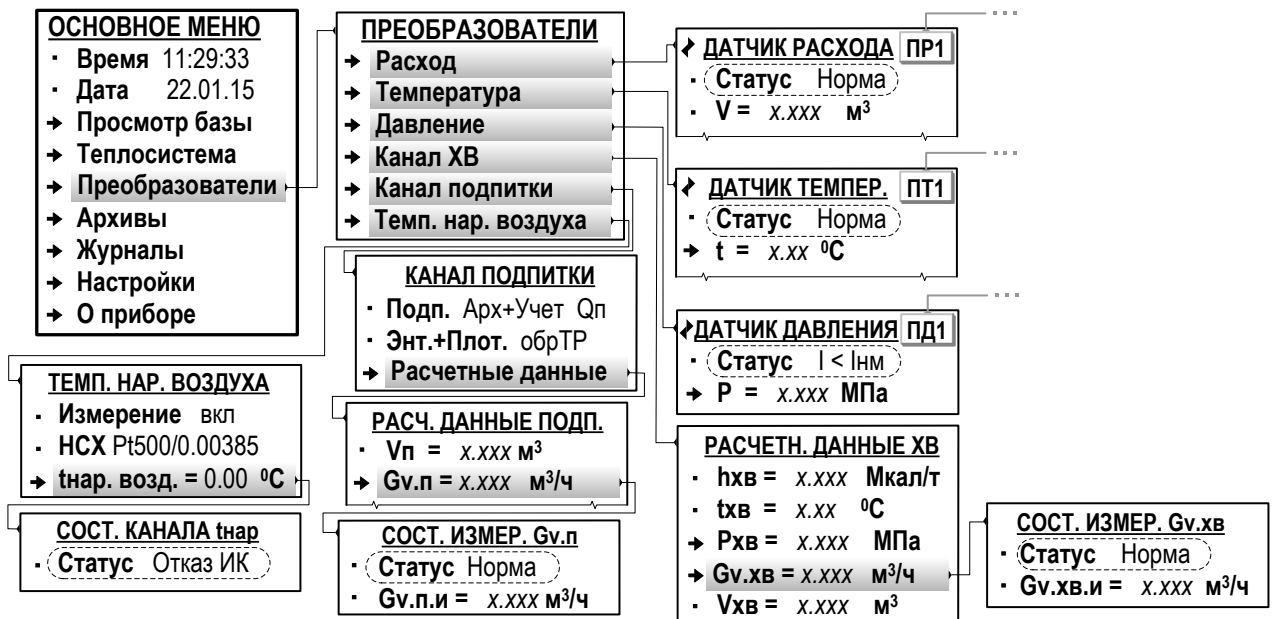 ОСНОВНОЕ МЕНЮ
Время 11:29:33
Дата 22.01.15
Просмотр базы
Теплосистема
Преобразователи
Архивы
Журналы
Настройки
О приборе
ПРЕОБРАЗОВАТЕЛИ
Расход
Температура
Давление
Канал ХВ
Канал подпитки
Темп. нар. воздуха
ДАТЧИК РАСХОДА ПР1
Статус Норма
V = x.xxx м³
ДАТЧИК ТЕМПЕР. ПТ1
Статус Норма
t = x.xx ⁰C
ДАТЧИК ДАВЛЕНИЯ ПД1
Статус I < Iнм
P = x.xxx МПа
КАНАЛ ПОДПИТКИ
Подп. Арх+Учет Qп
Энт.+Плот. обрТР
Расчетные данные
ТЕМП. НАР. ВОЗДУХА
Измерение вкл
НСХ Pt500/0.00385
tнар. возд. = 0.00 ⁰C
СОСТ. КАНАЛА tнар
Статус Отказ ИК
РАСЧ. ДАННЫЕ ПОДП.
Vп = x.xxx м³
Gv.п = x.xxx м³/ч
СОСТ. ИЗМЕР. Gv.п
Статус Норма
Gv.п.и = x.xxx м³/ч
РАСЧЕТН. ДАННЫЕ ХВ
hхв = x.xxx Мкал/т
tхв = x.xx ⁰C
Pхв = x.xxx МПа
Gv.хв = x.xxx м³/ч
Vхв = x.xxx м³
СОСТ. ИЗМЕР. Gv.хв
Статус Норма
Gv.хв.и = x.xxx м³/ч